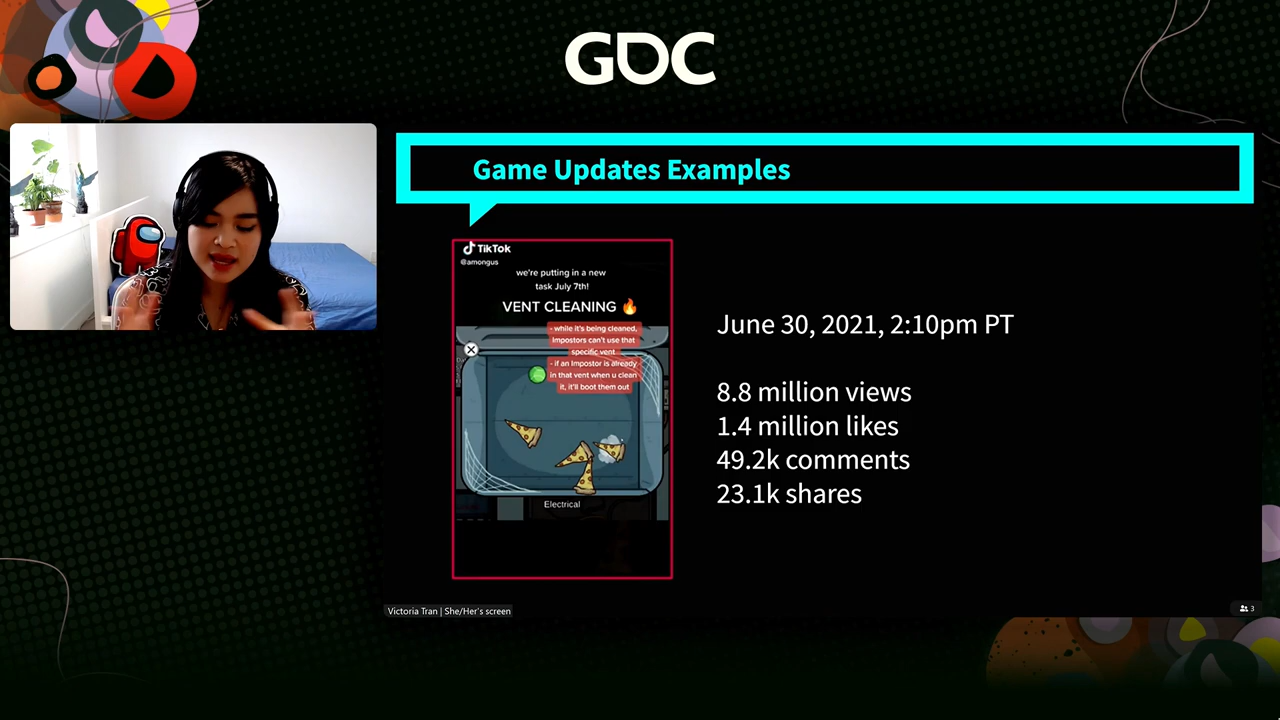 GDC
Game Updates Examples
TikTok
@amongus
we're putting in a new
task July 7th!
VENT CLEANING 🔥
- while it's being cleaned,
Impostors can't use that
specific vent
- if an Impostor is already
in that vent when u clean
it, it'll boot them out
Electrical
June 30, 2021, 2:10pm PT
8.8 million views
1.4 million likes
49.2k comments
23.1k shares
Victoria Tran | She/Her's screen
3